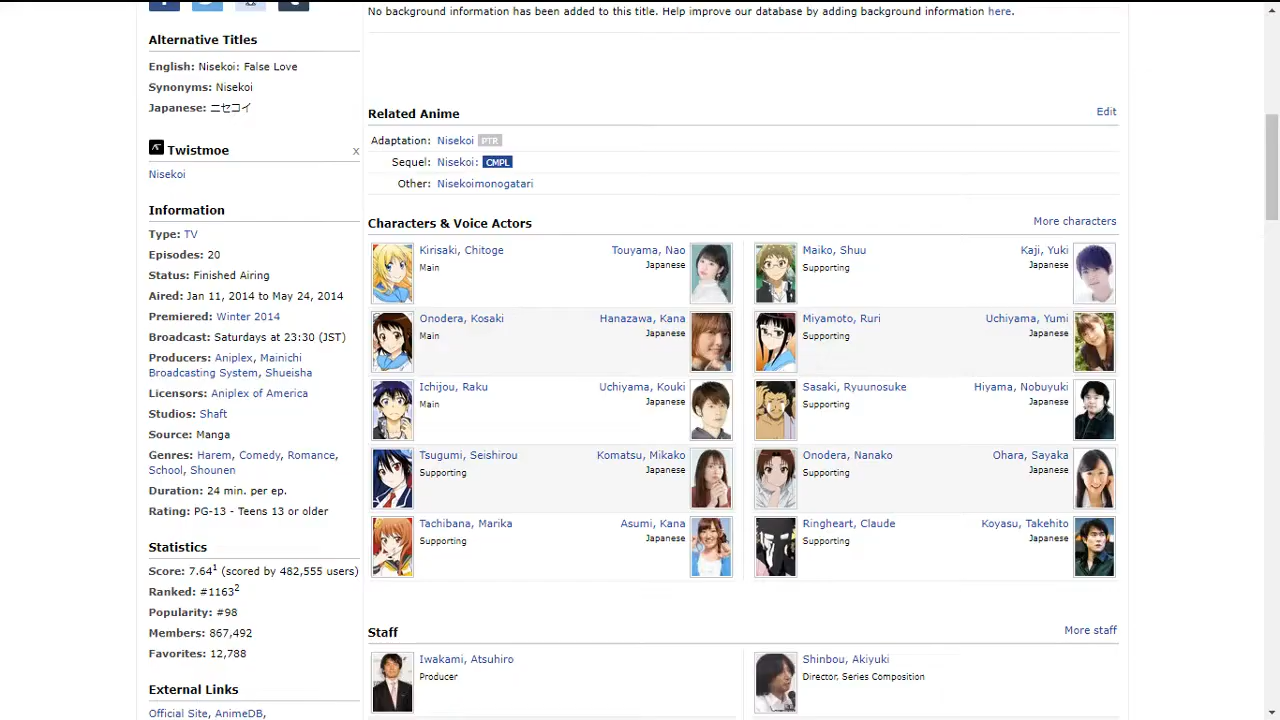 No background information has been added to this title. Help improve our database by adding background information here.
Alternative Titles
English: Nisekoi: False Love
Synonyms: Nisekoi
Japanese: ニセコイ
Twistmoe x
Nisekoi
Information
Type: TV
Episodes: 20
Status: Finished Airing
Aired: Jan 11, 2014 to May 24, 2014
Premiered: Winter 2014
Broadcast: Saturdays at 23:30 (JST)
Producers: Aniplex, Mainichi
Broadcasting System, Shueisha
Licensors: Aniplex of America
Studios: Shaft
Source: Manga
Genres: Harem, Comedy, Romance,
School, Shounen
Duration: 24 min. per ep.
Rating: PG-13 - Teens 13 or older
Statistics
Score: 7.641 (scored by 482,555 users)
Ranked: #11632
Popularity: #98
Members: 867,492
Favorites: 12,788
External Links
Official Site, AnimeDB,
Related Anime Edit
Adaptation: Nisekoi PTR
Sequel: Nisekoi: CMPL
Other: Nisekoimonogatari
Characters & Voice Actors More characters
Kirisaki, Chitoge Touyama, Nao
Main Japanese
Maiko, Shuu Kaji, Yuki
Supporting Japanese
Onodera, Kosaki Hanazawa, Kana
Main Japanese
Miyamoto, Ruri Uchiyama, Yumi
Supporting Japanese
Ichijou, Raku Uchiyama, Kouki
Main Japanese
Sasaki, Ryuunosuke Hiyama, Nobuyuki
Supporting Japanese
Tsugumi, Seishirou Komatsu, Mikako
Supporting Japanese
Onodera, Nanako Ohara, Sayaka
Supporting Japanese
Tachibana, Marika Asumi, Kana
Supporting Japanese
Ringheart, Claude Koyasu, Takehito
Supporting Japanese
Staff More staff
Iwakami, Atsuhiro
Producer
Shinbou, Akiyuki
Director, Series Composition